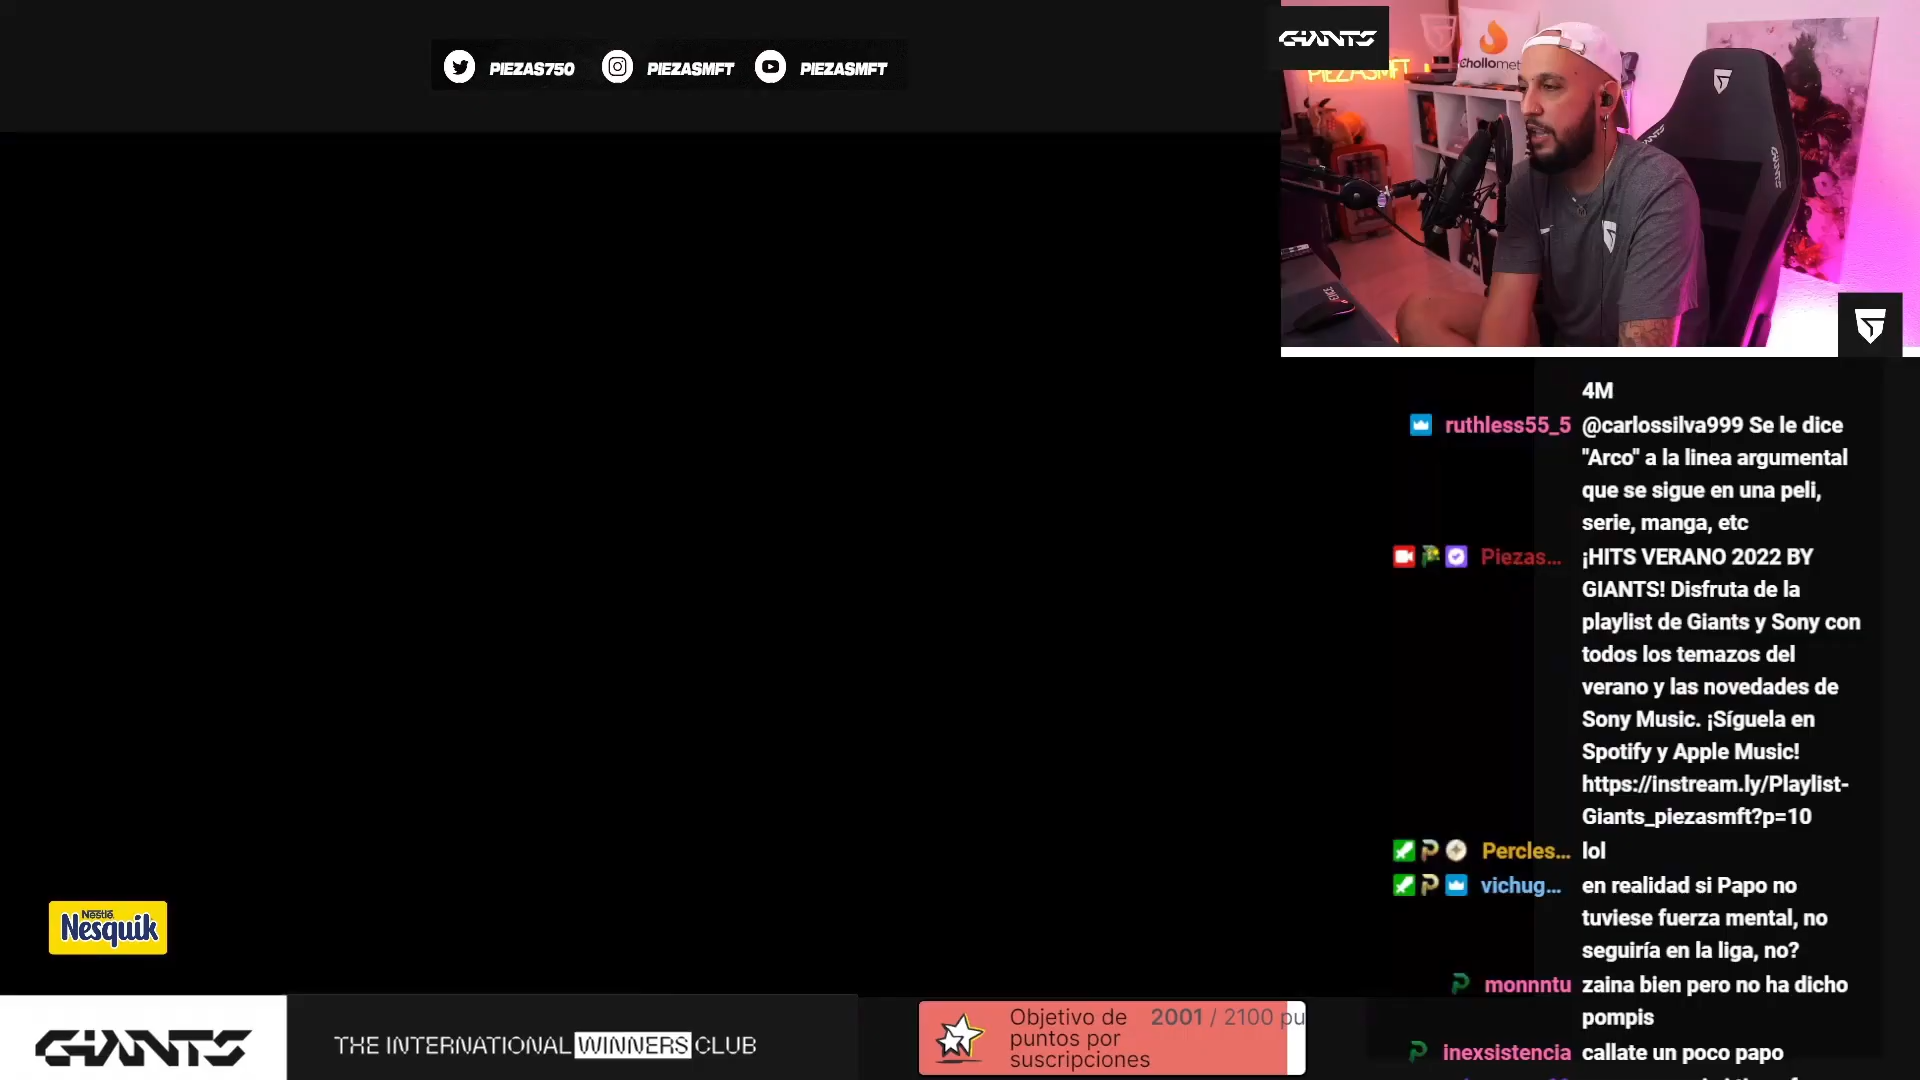 PIEZAS750 PIEZASMFT PIEZASMFT
GIANTS
PIEZASMFT
Chollomet
GIANTS
4M
ruthless55_5 @carlossilva999 Se le dice
"Arco" a la linea argumental
que se sigue en una peli,
serie, manga, etc
Piezas... ¡HITS VERANO 2022 BY
GIANTS! Disfruta de la
playlist de Giants y Sony con
todos los temazos del
verano y las novedades de
Sony Music. ¡Síguela en
Spotify y Apple Music!
https://instream.ly/Playlist-
Giants_piezasmft?p=10
Percles... lol
vichug... en realidad si Papo no
tuviese fuerza mental, no
seguiría en la liga, no?
monnntu zaina bien pero no ha dicho
pompis
inexsistencia callate un poco papo
Nestlé
Nesquik
GIANTS
THE INTERNATIONAL WINNERS CLUB
Objetivo de
puntos por
suscripciones
2001 / 2100 pu